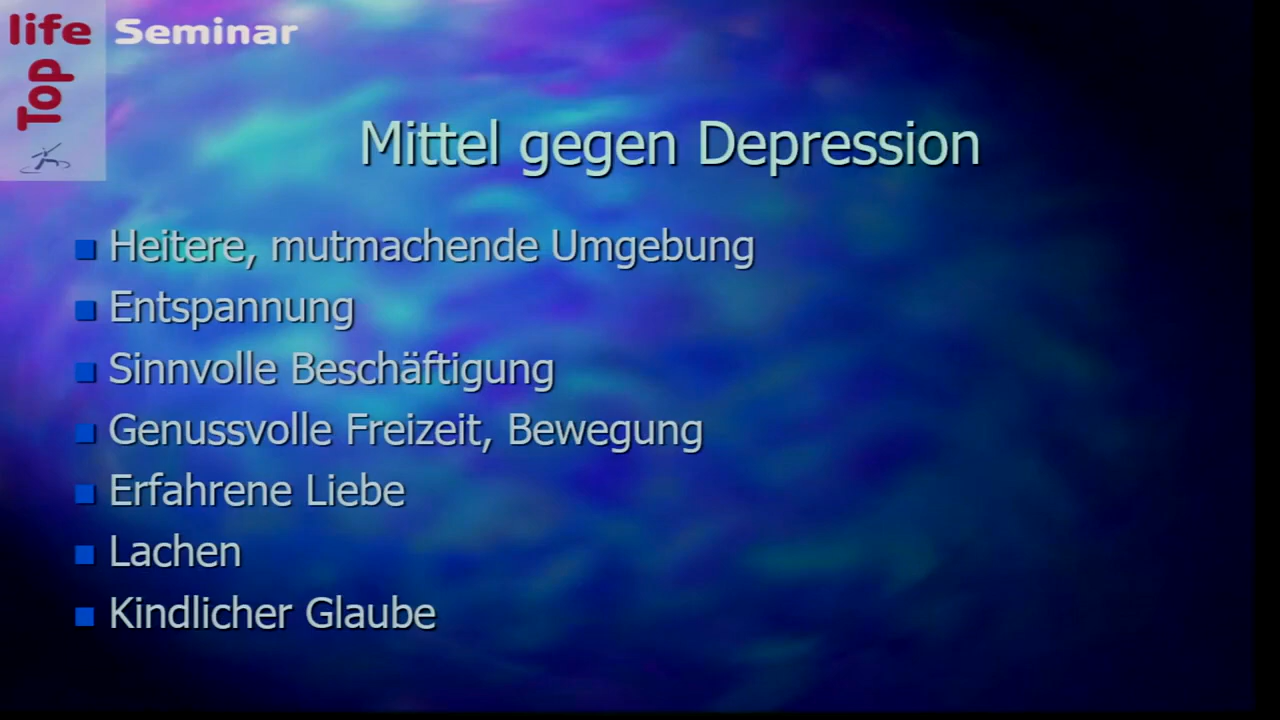 life Seminar
Top
Mittel gegen Depression
Heitere, mutmachende Umgebung
Entspannung
Sinnvolle Beschäftigung
Genussvolle Freizeit, Bewegung
Erfahrene Liebe
Lachen
Kindlicher Glaube